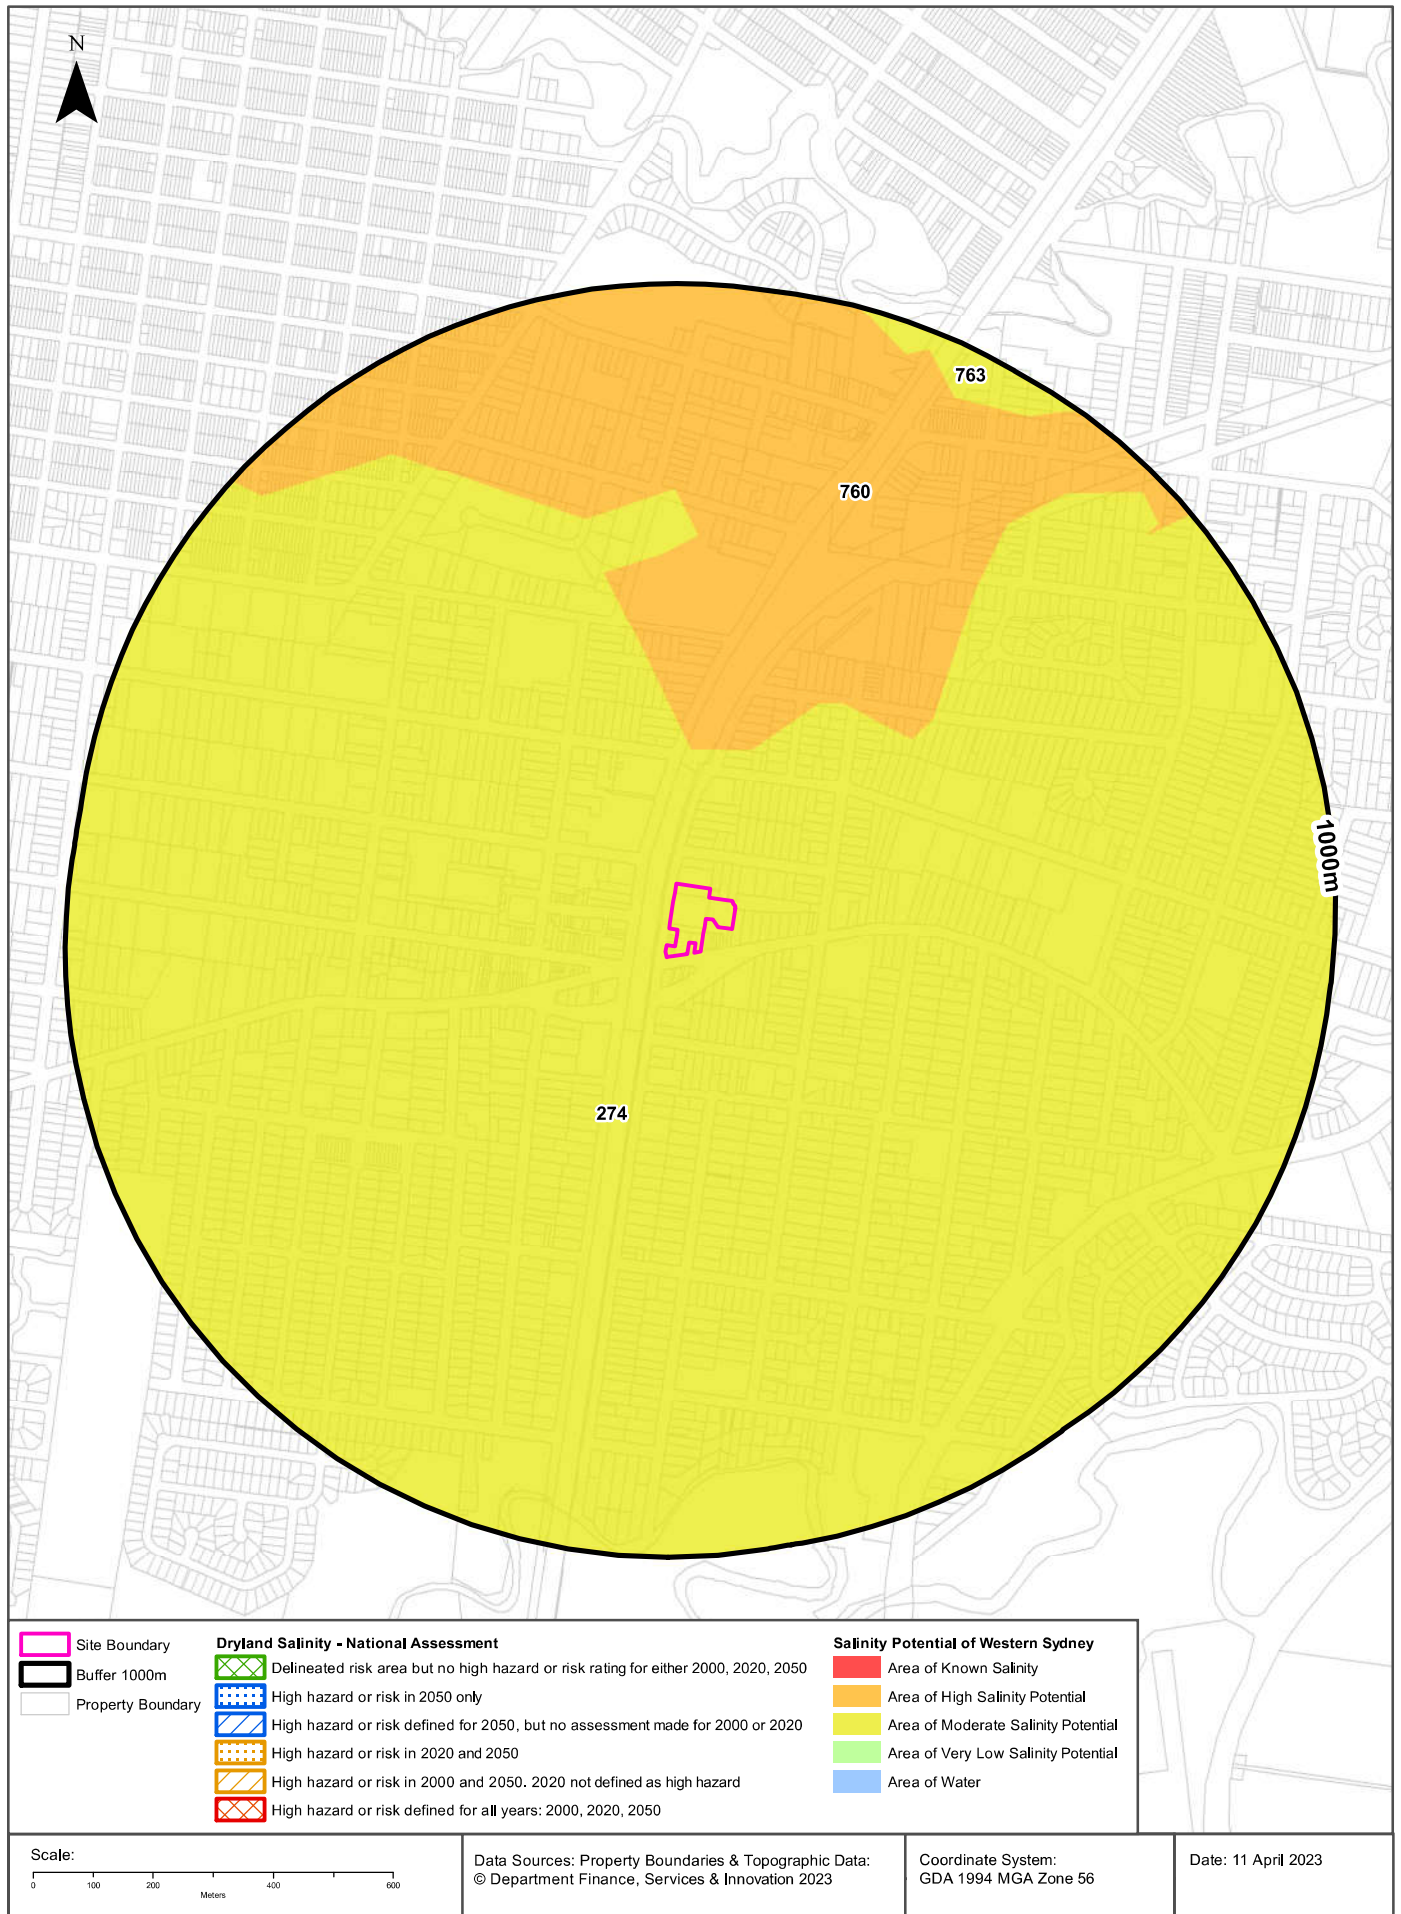 N
763
760
1000m
274
Site Boundary
Buffer 1000m
Property Boundary
Dryland Salinity - National Assessment
Delineated risk area but no high hazard or risk rating for either 2000, 2020, 2050
High hazard or risk in 2050 only
High hazard or risk defined for 2050, but no assessment made for 2000 or 2020
High hazard or risk in 2020 and 2050
High hazard or risk in 2000 and 2050. 2020 not defined as high hazard
High hazard or risk defined for all years: 2000, 2020, 2050
Salinity Potential of Western Sydney
Area of Known Salinity
Area of High Salinity Potential
Area of Moderate Salinity Potential
Area of Very Low Salinity Potential
Area of Water
Scale:
0 100 200 400 600
Meters
Data Sources: Property Boundaries & Topographic Data:
© Department Finance, Services & Innovation 2023
Coordinate System:
GDA 1994 MGA Zone 56
Date: 11 April 2023